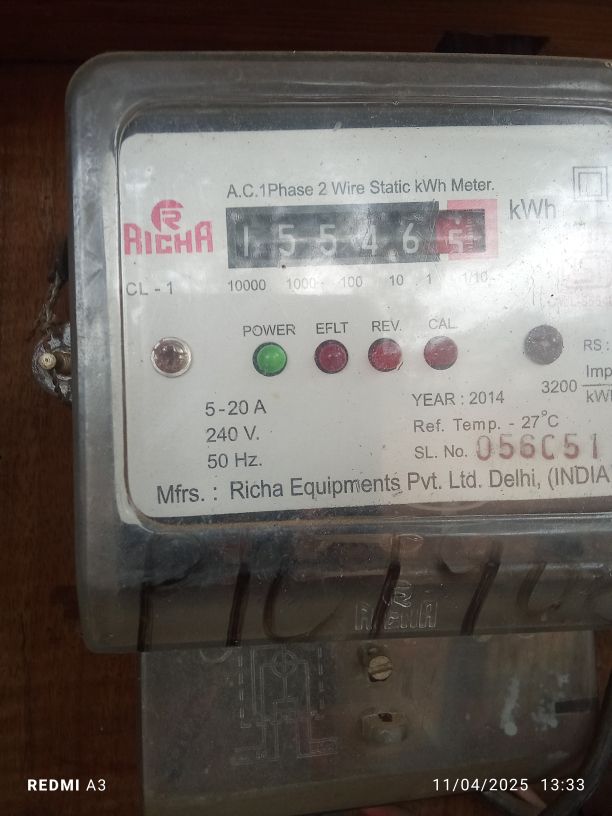 A.C.1Phase 2 Wire Static kWh Meter.
RICHA
1 5 5 4 6 5 kWh
CL - 1
10000 1000 100 10 1 1/10
POWER EFLT REV. CAL.
RS :
5-20 A
240 V.
50 Hz.
YEAR : 2014
3200 Imp
kWh
Ref. Temp. - 27°C
SL. No. 056C51
Mfrs. : Richa Equipments Pvt. Ltd. Delhi, (INDIA
RICHA
REDMI A3
11/04/2025 13:33